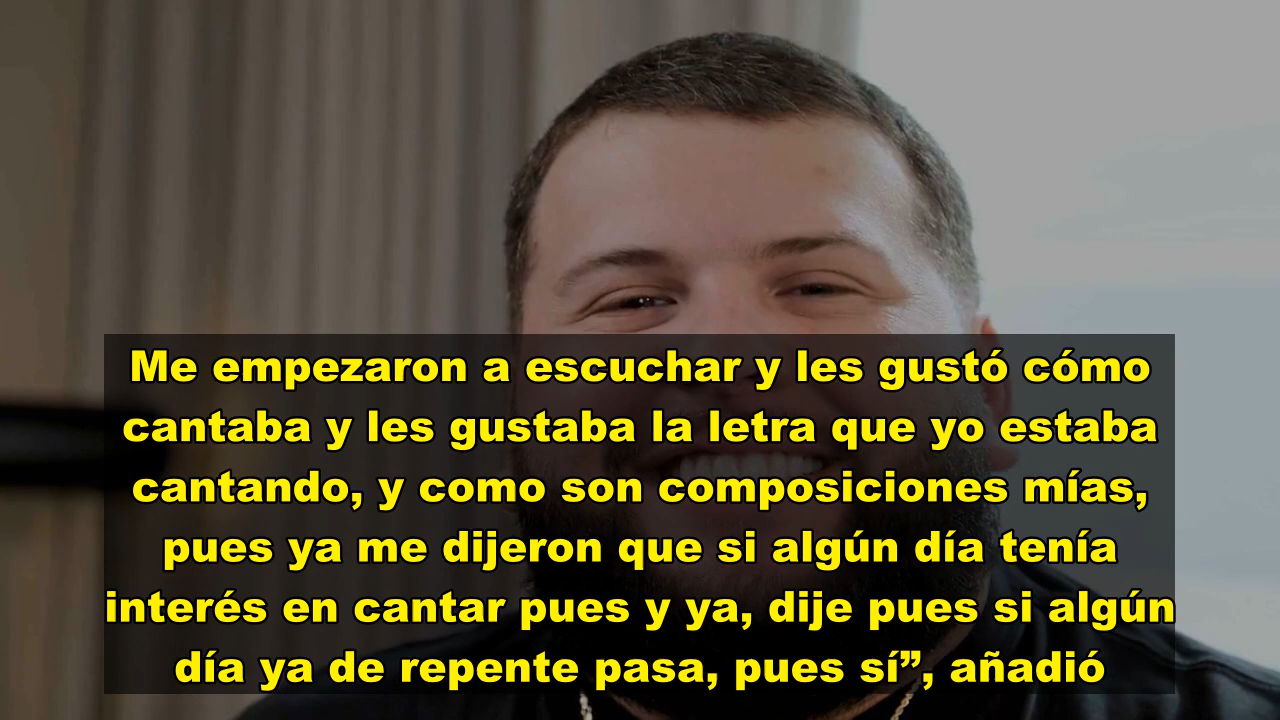 Me empezaron a escuchar y les gustó cómo
cantaba y les gustaba la letra que yo estaba
cantando, y como son composiciones mías,
pues ya me dijeron que si algún día tenía
interés en cantar pues y ya, dije pues si algún
día ya de repente pasa, pues sí”, añadió